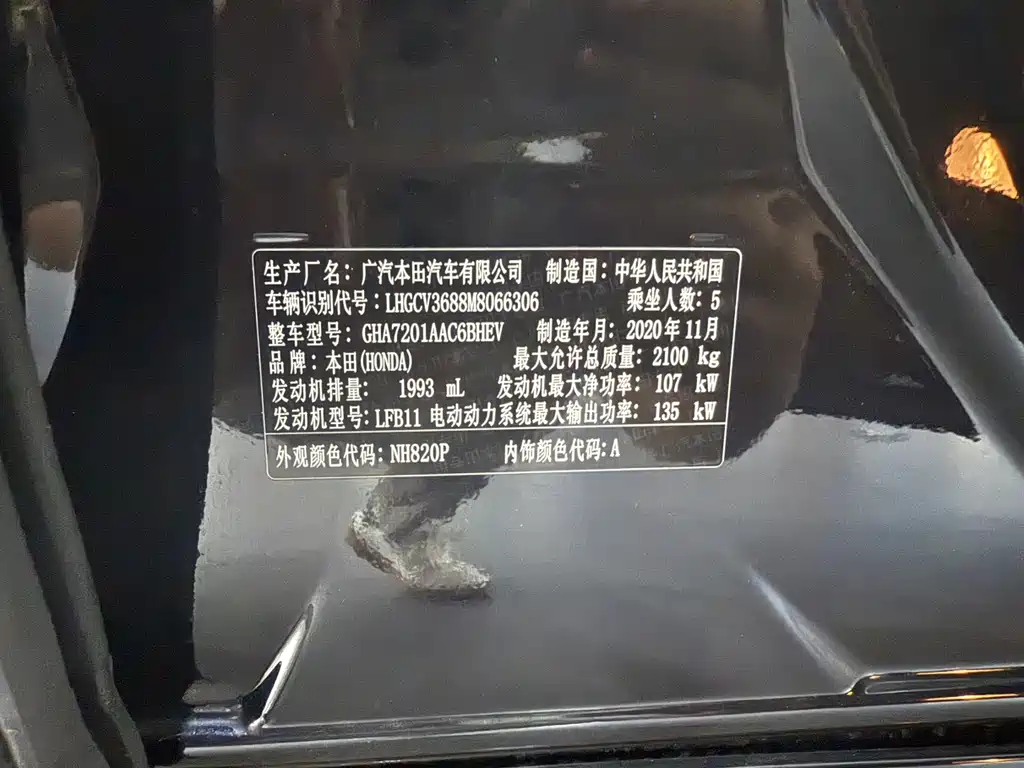 生产厂名：广汽本田汽车有限公司 制造国：中华人民共和国
车辆识别代号：LHGCV3688M8066306 乘坐人数：5
整车型号：GHA7201AAC6BHEV 制造年月：2020年11月
品牌：本田(HONDA) 最大允许总质量：2100 kg
发动机排量： 1993 mL 发动机最大净功率：107 kW
发动机型号：LFB11 电动动力系统最大输出功率：135 kW
外观颜色代码：NH820P 内饰颜色代码：A